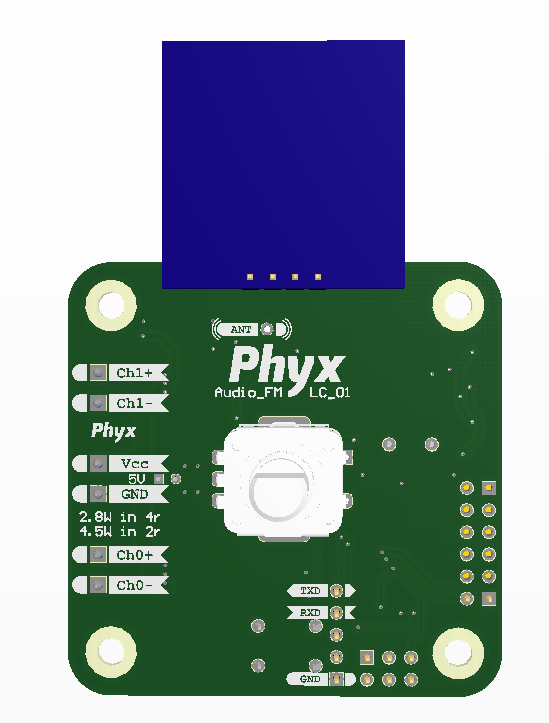 ANT
Phyx
Audio_FM LC_01
Ch1+
Ch1-
Phyx
Vcc
5V
GND
2.8W in 4r
4.5W in 2r
Ch0+
Ch0-
TXD
RXD
GND